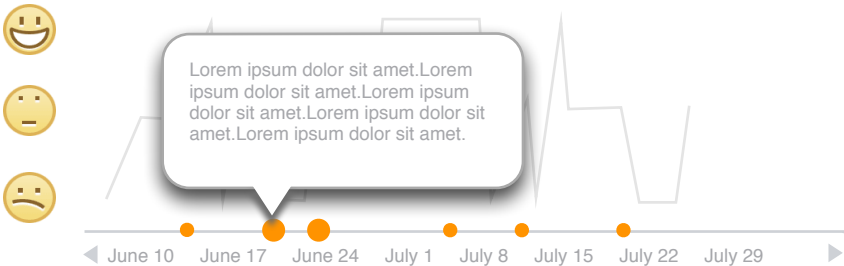 Lorem ipsum dolor sit amet.Lorem
ipsum dolor sit amet.Lorem ipsum
dolor sit amet.Lorem ipsum dolor sit
amet.Lorem ipsum dolor sit amet.
June 10 June 17 June 24 July 1 July 8 July 15 July 22 July 29